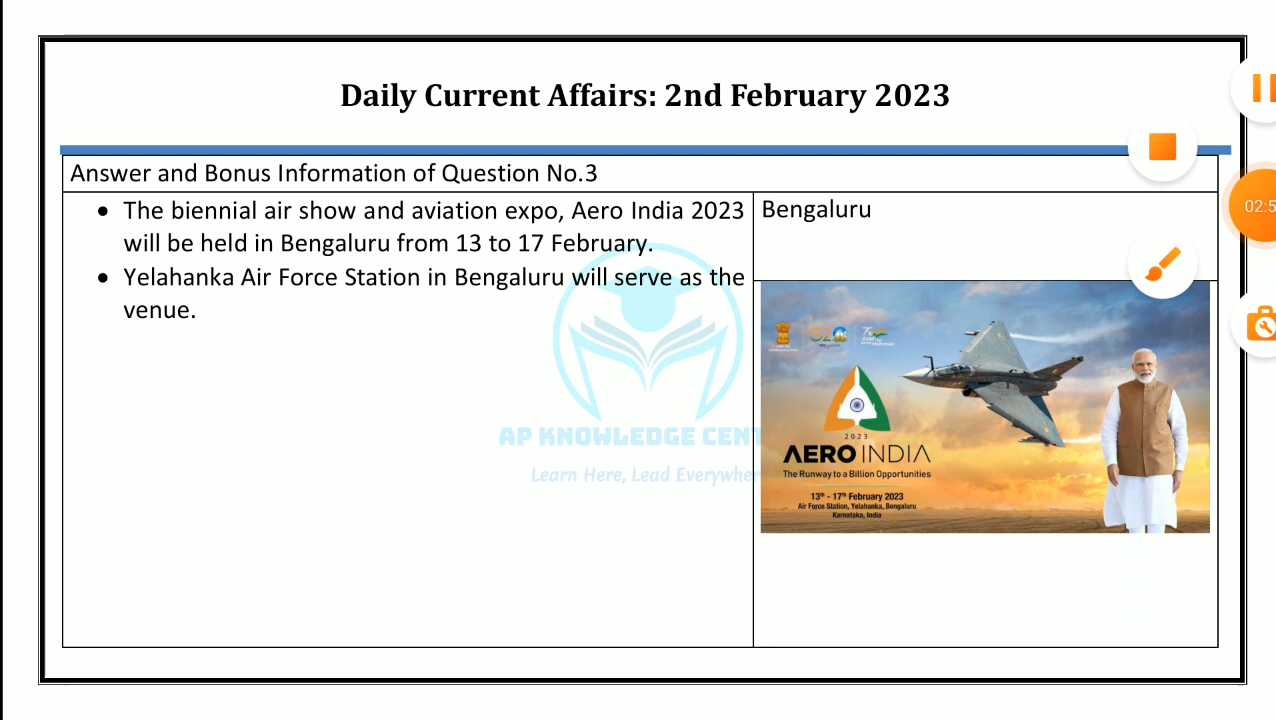 Daily Current Affairs: 2nd February 2023
Answer and Bonus Information of Question No.3
• The biennial air show and aviation expo, Aero India 2023
will be held in Bengaluru from 13 to 17 February.
• Yelahanka Air Force Station in Bengaluru will serve as the
venue.
Bengaluru
AP KNOWLEDGE CENT
Learn Here, Lead Everywher
G20
2023
AERO INDIA
The Runway to a Billion Opportunities
13th - 17th February 2023
Air Force Station, Yelahanka, Bengaluru
Karnataka, India
02:5